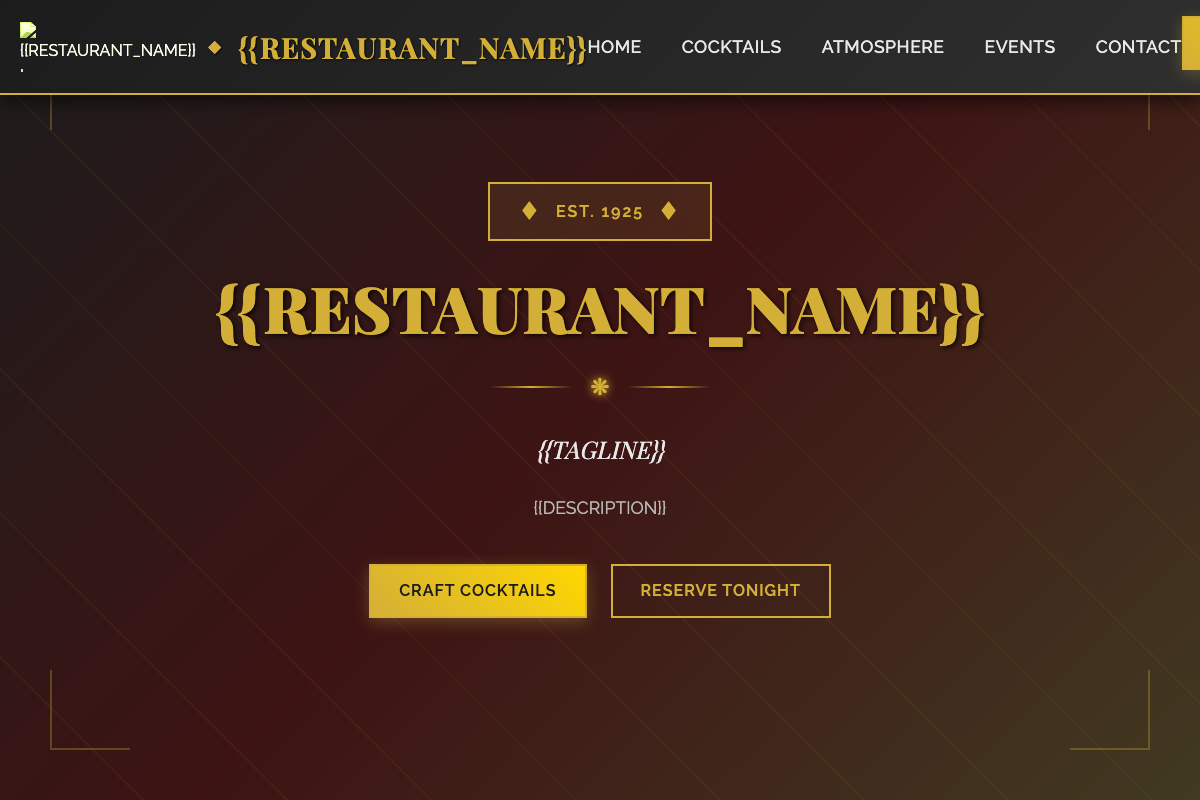 {{RESTAURANT_NAME}} {{RESTAURANT_NAME}} HOME COCKTAILS ATMOSPHERE EVENTS CONTACT
EST. 1925
{{RESTAURANT_NAME}}
{{TAGLINE}}
{{DESCRIPTION}}
CRAFT COCKTAILS RESERVE TONIGHT